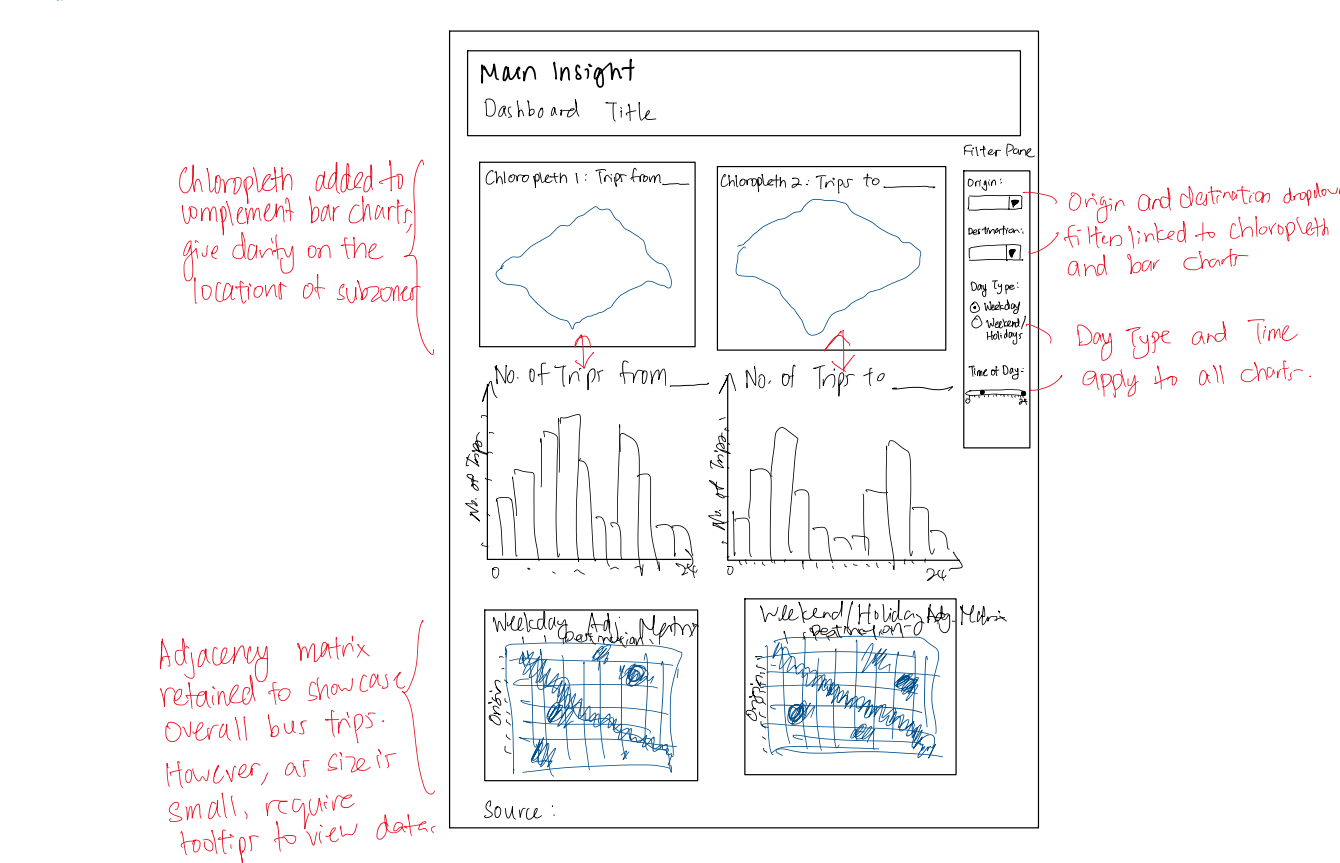 Main Insight
Dashboard Title
Filter Pane
Chloropleth added to
complement bar charts,
give clarity on the
locations of subzones
Chloropleth 1: Trips from
Chloropleth 2: Trips to
Origin:
Destination:
Day Type:
Weekday
Weekend/
Holidays
Time of Day:
0
24
Origin and destination dropdown
filters linked to chloropleth
and bar charts
Day Type and Time
apply to all charts.
No. of Trips from
No. of Trips
0
24
No. of Trips to
No. of Trips
0
24
Weekday Adj. Matrix
Destination
Origin
Weekend/Holiday Adj. Matrix
Destination
Origin
Adjacency matrix
retained to showcase
overall bus trips.
However, as size is
small, require
tooltips to view data.
Source: